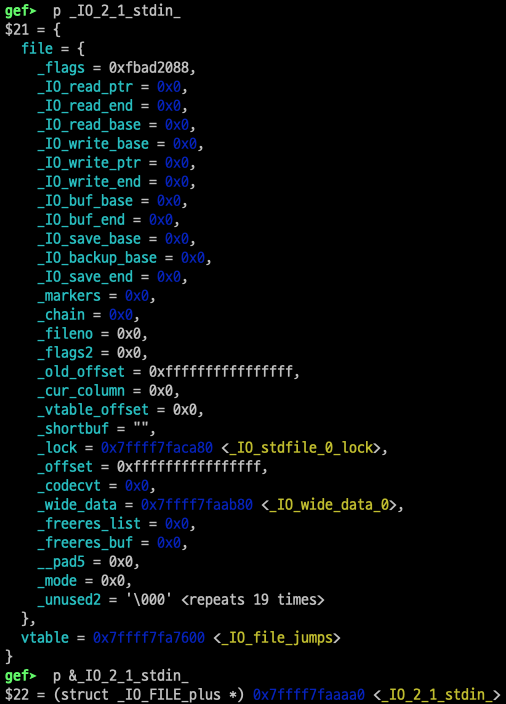 gef➤  p _IO_2_1_stdin_
$21 = {
  file = {
    _flags = 0xfbad2088,
    _IO_read_ptr = 0x0,
    _IO_read_end = 0x0,
    _IO_read_base = 0x0,
    _IO_write_base = 0x0,
    _IO_write_ptr = 0x0,
    _IO_write_end = 0x0,
    _IO_buf_base = 0x0,
    _IO_buf_end = 0x0,
    _IO_save_base = 0x0,
    _IO_backup_base = 0x0,
    _IO_save_end = 0x0,
    _markers = 0x0,
    _chain = 0x0,
    _fileno = 0x0,
    _flags2 = 0x0,
    _old_offset = 0xffffffffffffffff,
    _cur_column = 0x0,
    _vtable_offset = 0x0,
    _shortbuf = "",
    _lock = 0x7ffff7faca80 <_IO_stdfile_0_lock>,
    _offset = 0xffffffffffffffff,
    _codecvt = 0x0,
    _wide_data = 0x7ffff7faab80 <_IO_wide_data_0>,
    _freeres_list = 0x0,
    _freeres_buf = 0x0,
    __pad5 = 0x0,
    _mode = 0x0,
    _unused2 = '\000' <repeats 19 times>
  },
  vtable = 0x7ffff7fa7600 <_IO_file_jumps>
}
gef➤  p &_IO_2_1_stdin_
$22 = (struct _IO_FILE_plus *) 0x7ffff7faaaa0 <_IO_2_1_stdin_>